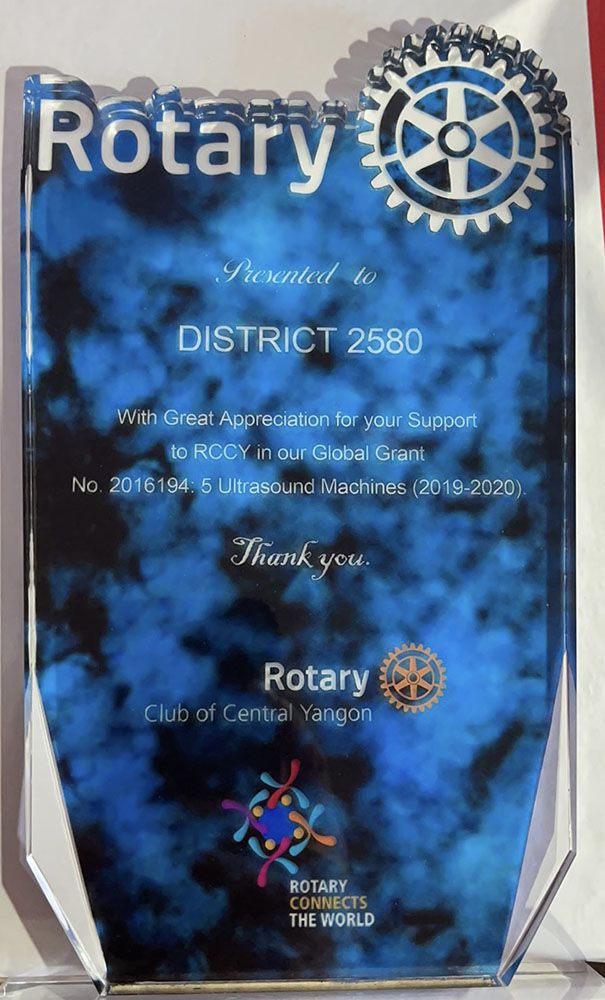 Rotary
Presented to
DISTRICT 2580
With Great Appreciation for your Support
to RCCY in our Global Grant
No. 2016194: 5 Ultrasound Machines (2019-2020).
Thank you.
Rotary
Club of Central Yangon
ROTARY
CONNECTS
THE WORLD